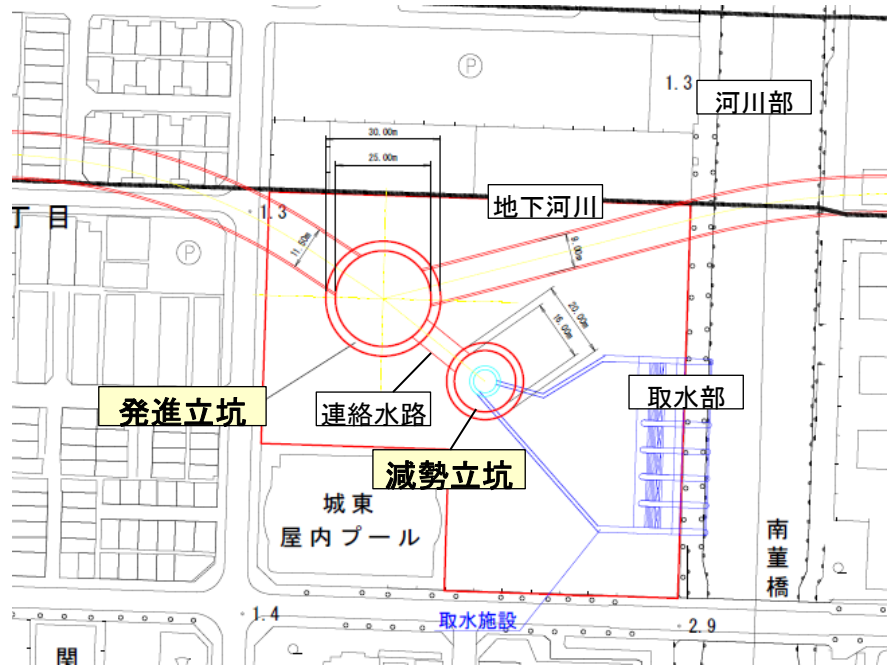 Ⓟ
1.3
河川部
30.00m
25.00m
地下河川
丁目
1.3
Ⓟ
11.50m
9.00m
20.00m
16.00m
発進立坑
連絡水路
取水部
減勢立坑
城東
屋内プール
南菫橋
取水施設
1.4
2.9
関